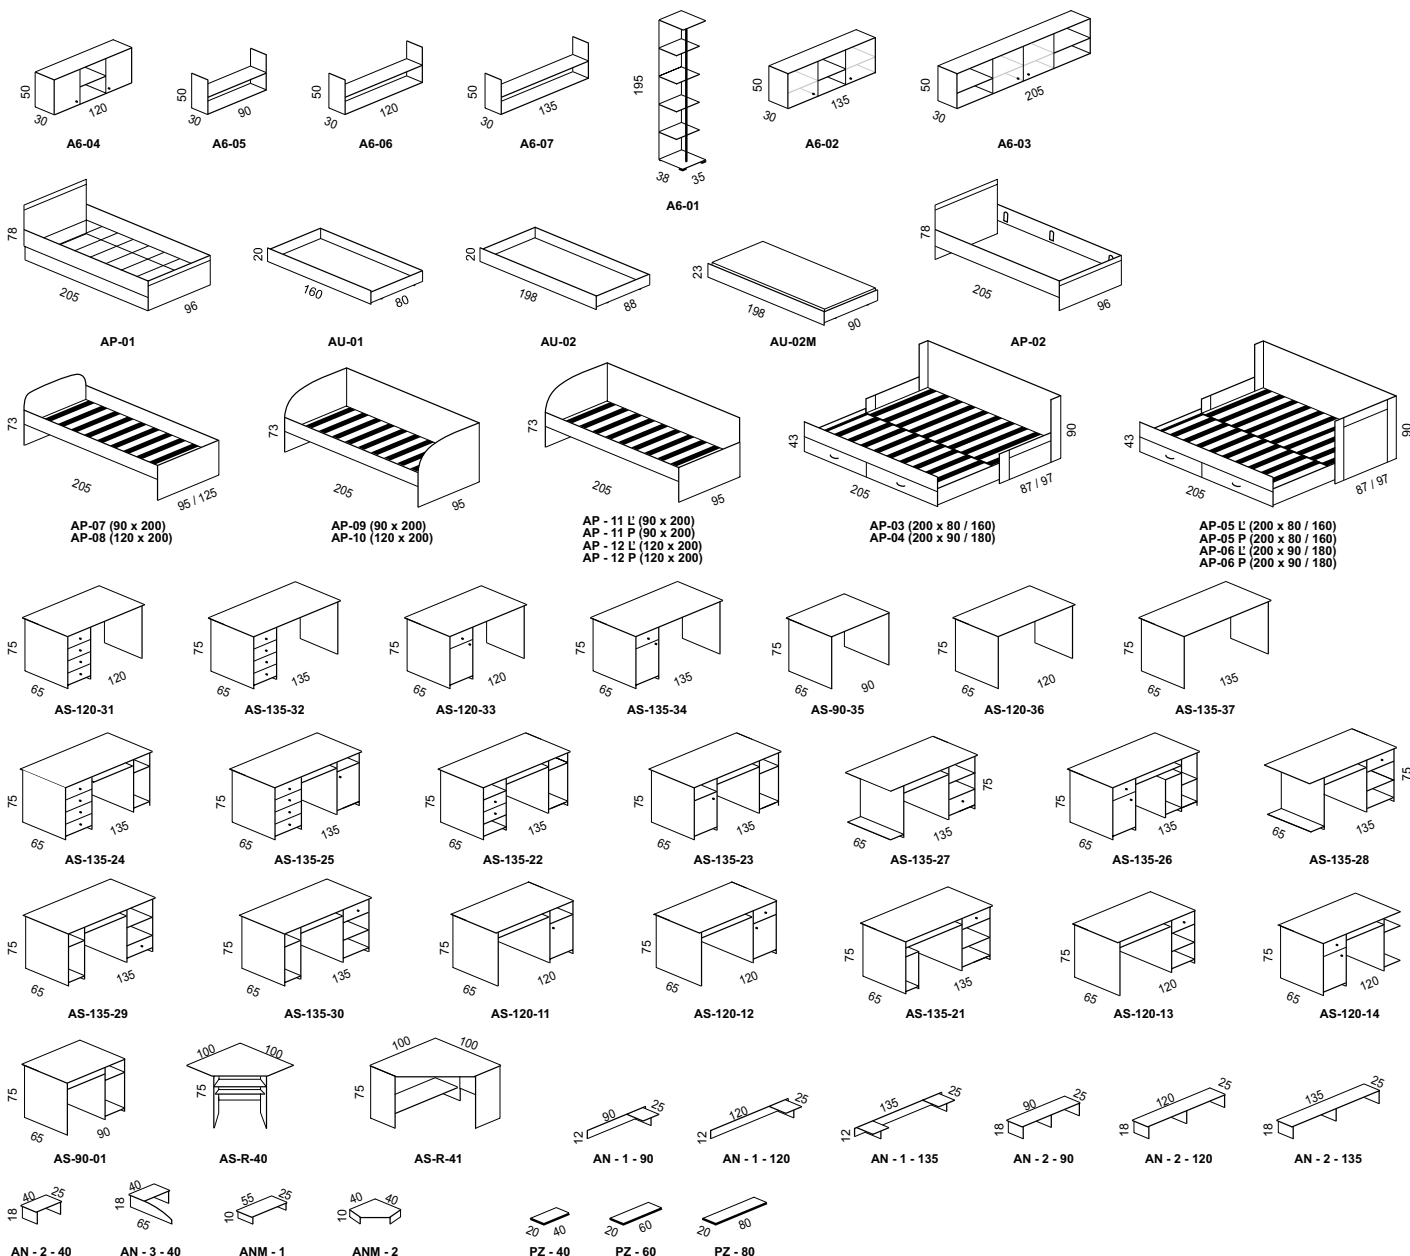 50 30 120
A6-04
50 30 90
A6-05
50 30 120
A6-06
50 30 135
A6-07
195 38 35
A6-01
50 30 135
A6-02
50 30 205
A6-03
78 205 96
AP-01
20 160 80
AU-01
20 198 88
AU-02
23 198 90
AU-02M
78 205 96
AP-02
73 205 95 / 125
AP-07 (90 x 200)
AP-08 (120 x 200)
73 205 95
AP-09 (90 x 200)
AP-10 (120 x 200)
73 205 95
AP - 11 Ľ (90 x 200)
AP - 11 P (90 x 200)
AP - 12 Ľ (120 x 200)
AP - 12 P (120 x 200)
43 205 87 / 97 90
AP-03 (200 x 80 / 160)
AP-04 (200 x 90 / 180)
43 205 87 / 97 90
AP-05 Ľ (200 x 80 / 160)
AP-05 P (200 x 80 / 160)
AP-06 Ľ (200 x 90 / 180)
AP-06 P (200 x 90 / 180)
75 65 120
AS-120-31
75 65 135
AS-135-32
75 65 120
AS-120-33
75 65 135
AS-135-34
75 65 90
AS-90-35
75 65 120
AS-120-36
75 65 135
AS-135-37
75 65 135
AS-135-24
75 65 135
AS-135-25
75 65 135
AS-135-22
75 65 135
AS-135-23
65 135 75
AS-135-27
75 65 135
AS-135-26
65 135 75
AS-135-28
75 65 135
AS-135-29
75 65 135
AS-135-30
75 65 120
AS-120-11
75 65 120
AS-120-12
75 65 135
AS-135-21
75 65 120
AS-120-13
75 65 120
AS-120-14
75 65 90
AS-90-01
100 100 75
AS-R-40
100 100 75
AS-R-41
12 90 25
AN - 1 - 90
12 120 25
AN - 1 - 120
12 135 25
AN - 1 - 135
18 90 25
AN - 2 - 90
18 120 25
AN - 2 - 120
18 135 25
AN - 2 - 135
18 40 25
AN - 2 - 40
18 40 65
AN - 3 - 40
10 55 25
ANM - 1
10 40 40
ANM - 2
20 40
PZ - 40
20 60
PZ - 60
20 80
PZ - 80